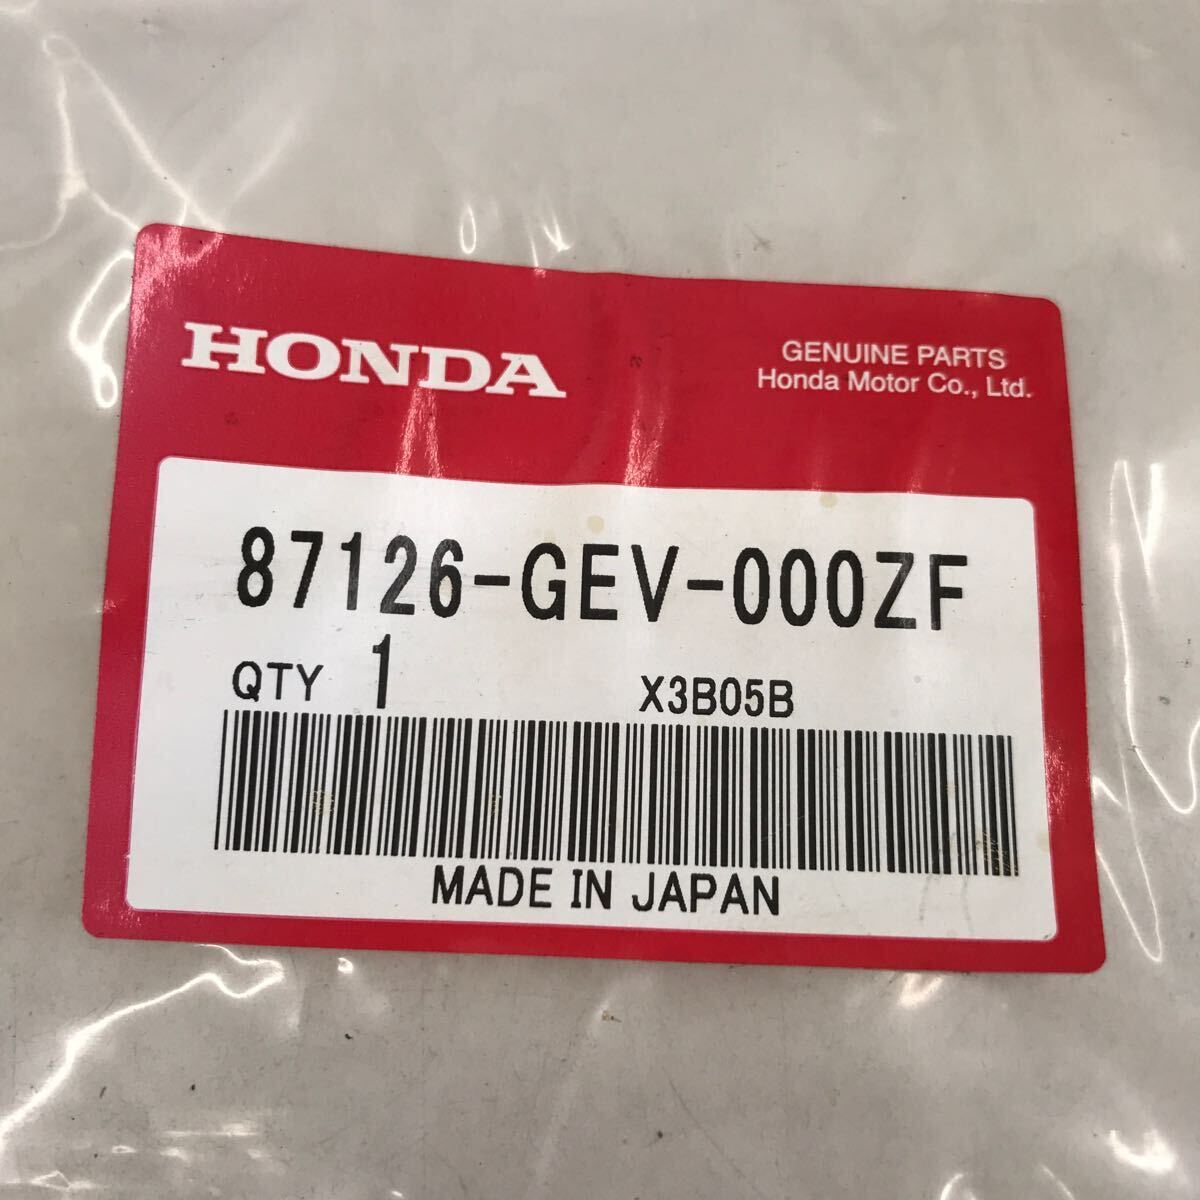 HONDA
GENUINE PARTS
Honda Motor Co., Ltd.
87126-GEV-000ZF
QTY 1 X3B05B
MADE IN JAPAN